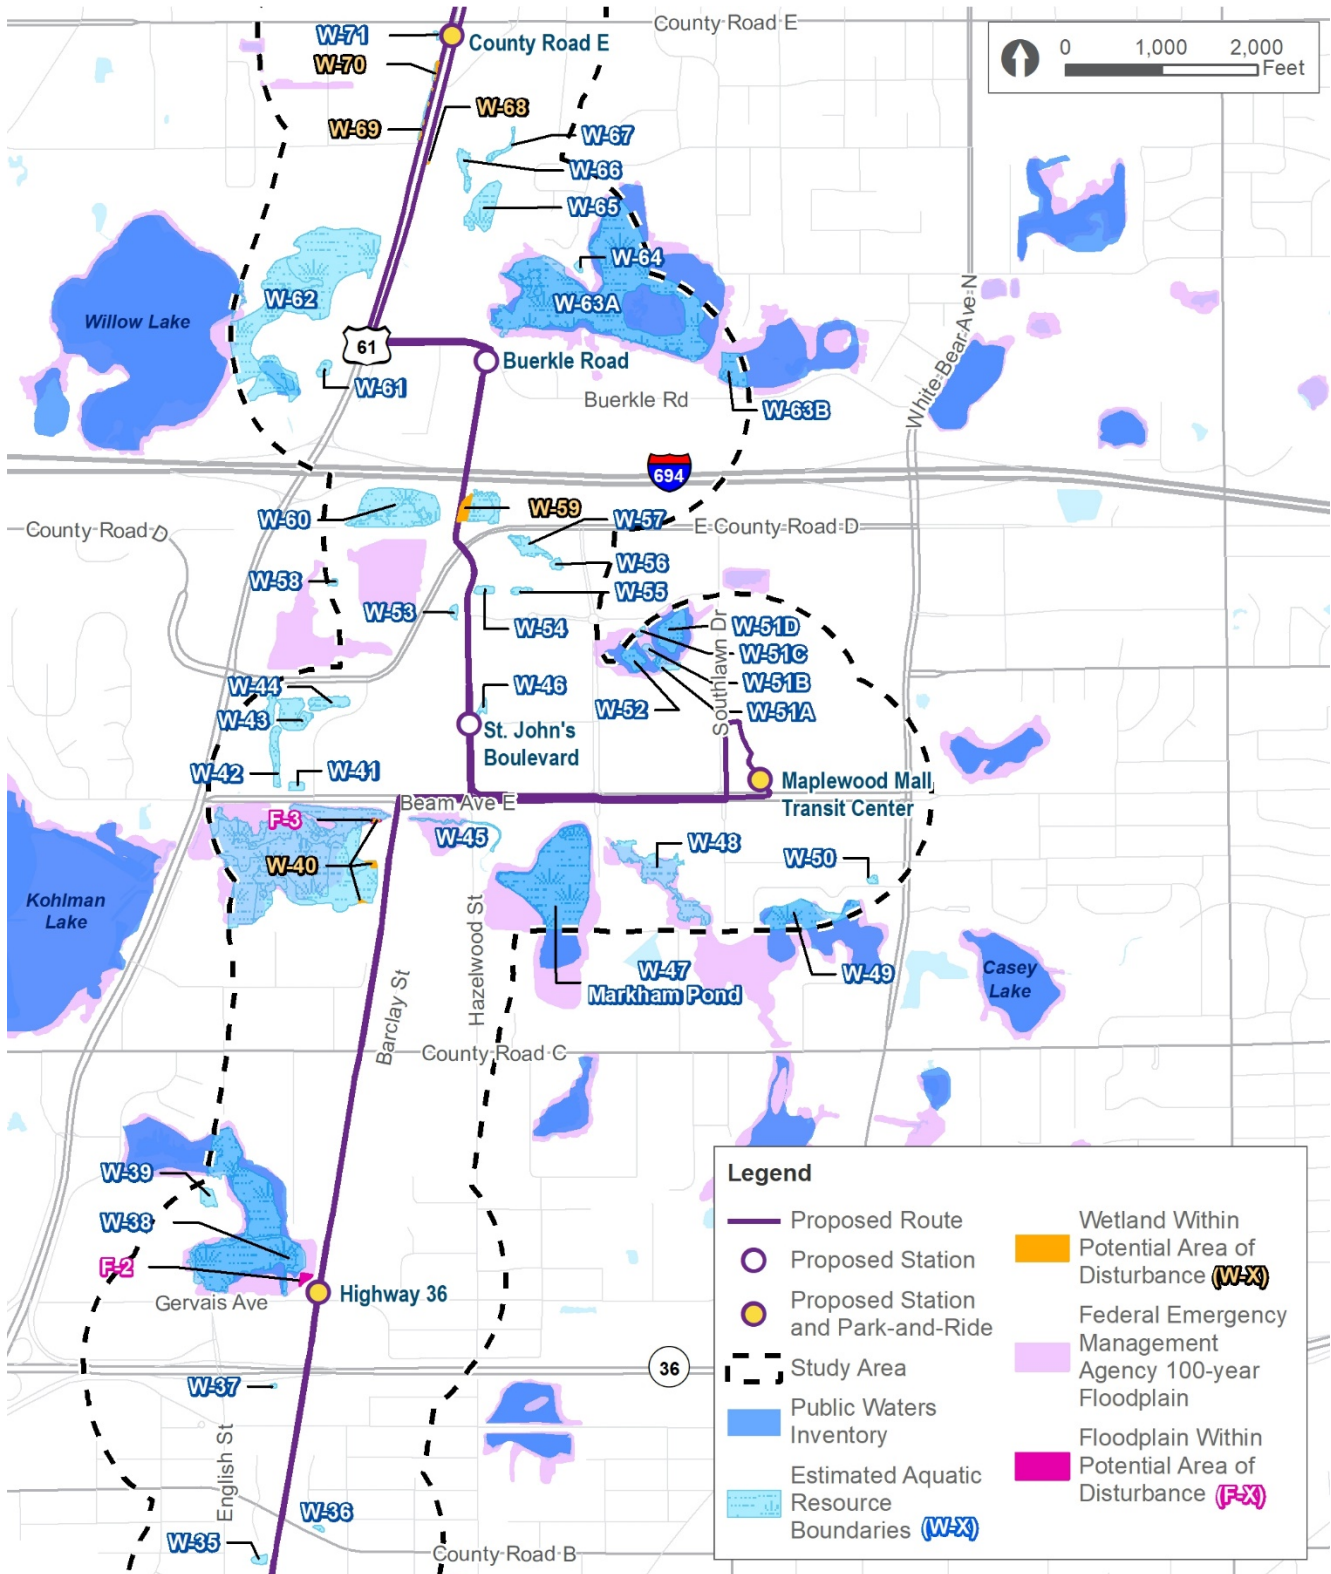 County Road E
0 1,000 2,000
Feet
W-71
County Road E
W-70
W-68
W-69
W-67
W-66
W-65
W-64
W-62
W-63A
Willow Lake
61
Buerkle Road
W-61
Buerkle Rd
W-63B
White Bear Ave N
694
W-60
W-59
W-57
County Road D
E County Road D
W-56
W-58
W-55
W-53
W-54
W-51D
W-51C
W-51B
W-51A
W-52
Southlawn Dr
W-44
W-46
W-43
St. John's
Boulevard
W-42
W-41
Maplewood Mall
Transit Center
Beam Ave E
F-3
W-45
W-48
W-40
W-50
Kohlman
Lake
Hazelwood St
W-47
Markham Pond
W-49
Casey
Lake
Barclay St
County Road C
W-39
W-38
F-2
Gervais Ave
Highway 36
36
W-37
English St
W-36
W-35
County Road B
Legend
Proposed Route
Proposed Station
Proposed Station
and Park-and-Ride
Study Area
Public Waters
Inventory
Estimated Aquatic
Resource
Boundaries (W-X)
Wetland Within
Potential Area of
Disturbance (W-X)
Federal Emergency
Management
Agency 100-year
Floodplain
Floodplain Within
Potential Area of
Disturbance (F-X)